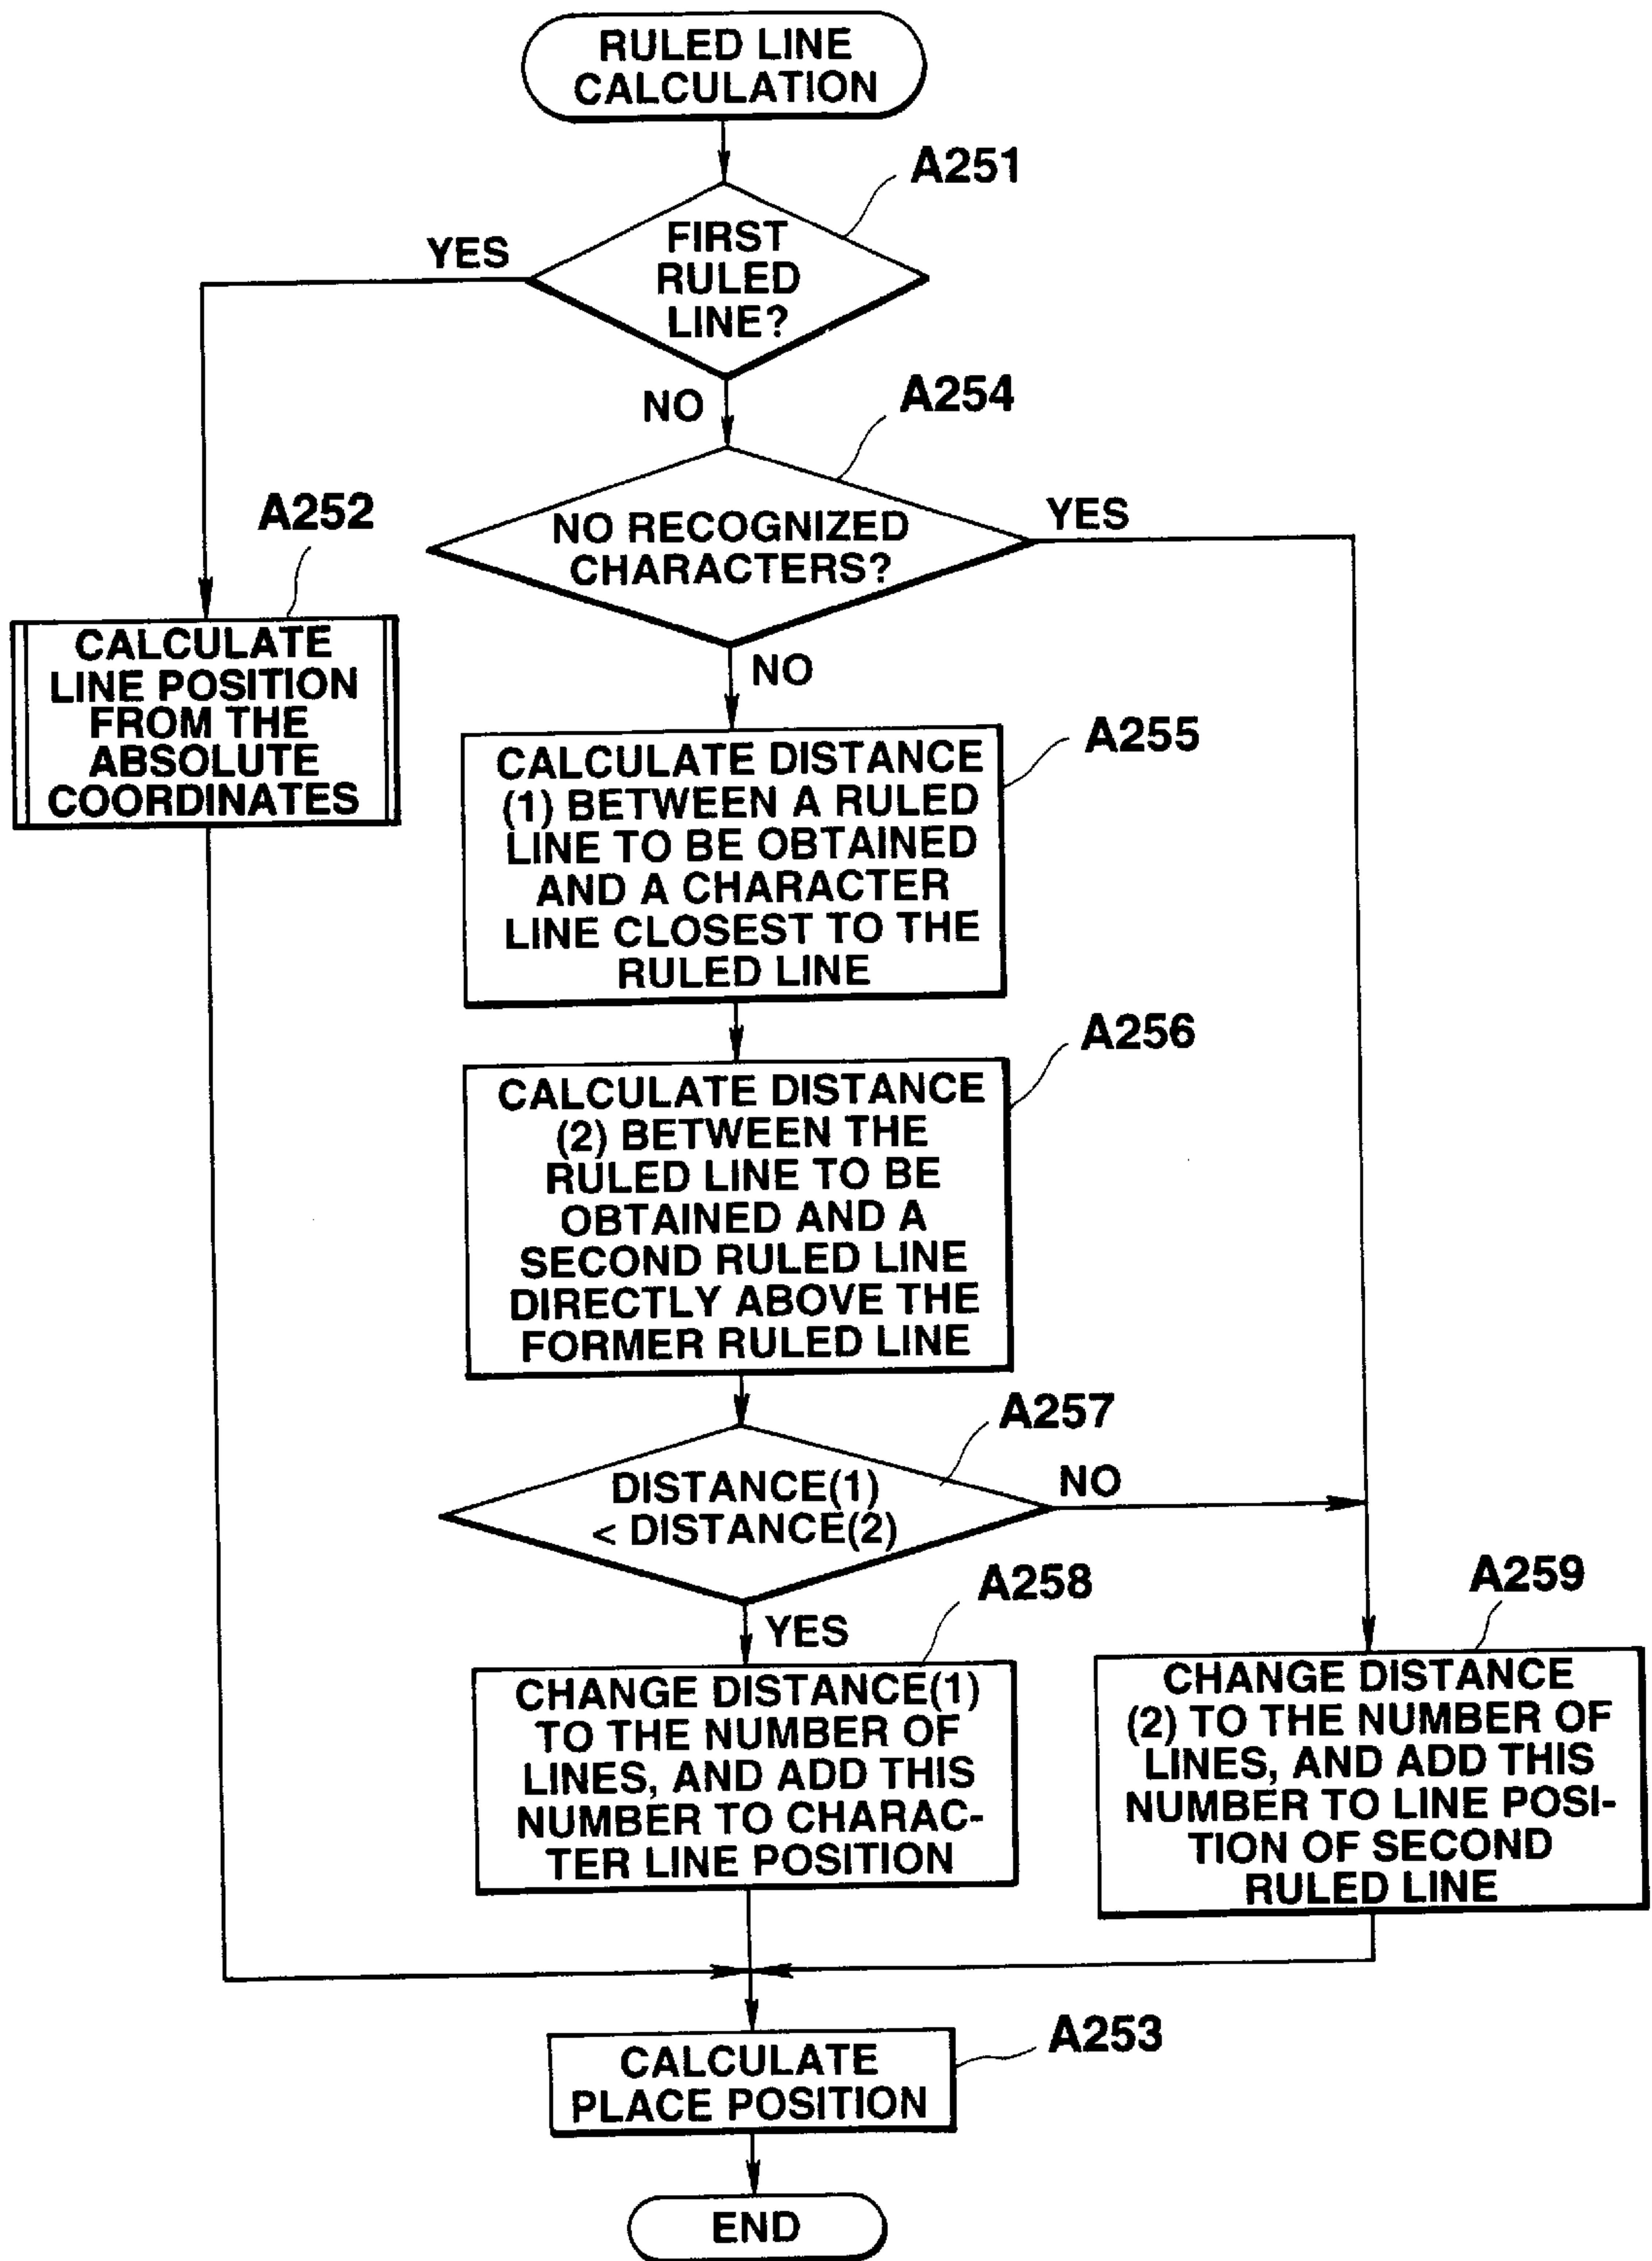 RULED LINE
CALCULATION
A251
FIRST
RULED
LINE?
YES
NO
A254
NO RECOGNIZED
CHARACTERS?
YES
NO
A252
CALCULATE
LINE POSITION
FROM THE
ABSOLUTE
COORDINATES
A255
CALCULATE DISTANCE
(1) BETWEEN A RULED
LINE TO BE OBTAINED
AND A CHARACTER
LINE CLOSEST TO THE
RULED LINE
A256
CALCULATE DISTANCE
(2) BETWEEN THE
RULED LINE TO BE
OBTAINED AND A
SECOND RULED LINE
DIRECTLY ABOVE THE
FORMER RULED LINE
A257
DISTANCE(1)
< DISTANCE(2)
NO
YES
A258
CHANGE DISTANCE(1)
TO THE NUMBER OF
LINES, AND ADD THIS
NUMBER TO CHARAC-
TER LINE POSITION
A259
CHANGE DISTANCE
(2) TO THE NUMBER OF
LINES, AND ADD THIS
NUMBER TO LINE POSI-
TION OF SECOND
RULED LINE
A253
CALCULATE
PLACE POSITION
END